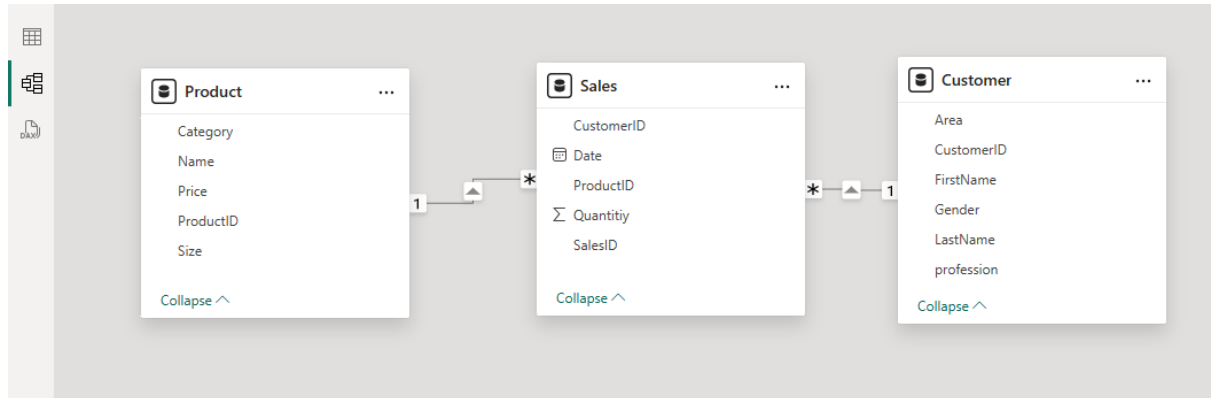 DAX
Product ...
Category
Name
Price
ProductID
Size
Collapse
1
*
Sales ...
CustomerID
Date
ProductID
Σ Quantitiy
SalesID
Collapse
*
1
Customer ...
Area
CustomerID
FirstName
Gender
LastName
profession
Collapse